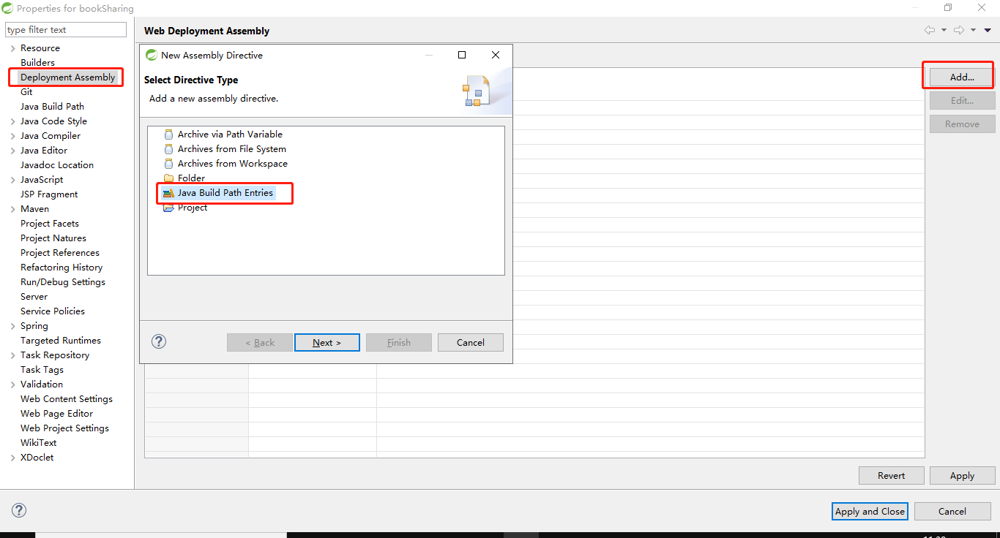 Properties for bookSharing
type filter text
Resource
Builders
Deployment Assembly
Git
Java Build Path
Java Code Style
Java Compiler
Java Editor
Javadoc Location
JavaScript
JSP Fragment
Maven
Project Facets
Project Natures
Project References
Refactoring History
Run/Debug Settings
Server
Service Policies
Spring
Targeted Runtimes
Task Repository
Task Tags
Validation
Web Content Settings
Web Page Editor
Web Project Settings
WikiText
XDoclet
Web Deployment Assembly
New Assembly Directive
Select Directive Type
Add a new assembly directive.
Archive via Path Variable
Archives from File System
Archives from Workspace
Folder
Java Build Path Entries
Project
< Back
Next >
Finish
Cancel
Add...
Edit...
Remove
Revert
Apply
Apply and Close
Cancel